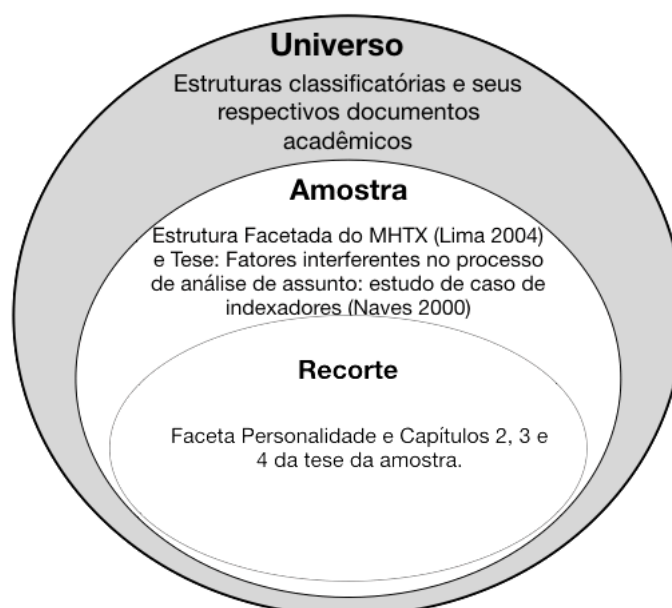 Universo
Estruturas classificatórias e seus
respectivos documentos
acadêmicos
Amostra
Estrutura Facetada do MHTX (Lima 2004)
e Tese: Fatores interferentes no processo
de análise de assunto: estudo de caso de
indexadores (Naves 2000)
Recorte
Faceta Personalidade e Capítulos 2, 3 e
4 da tese da amostra.